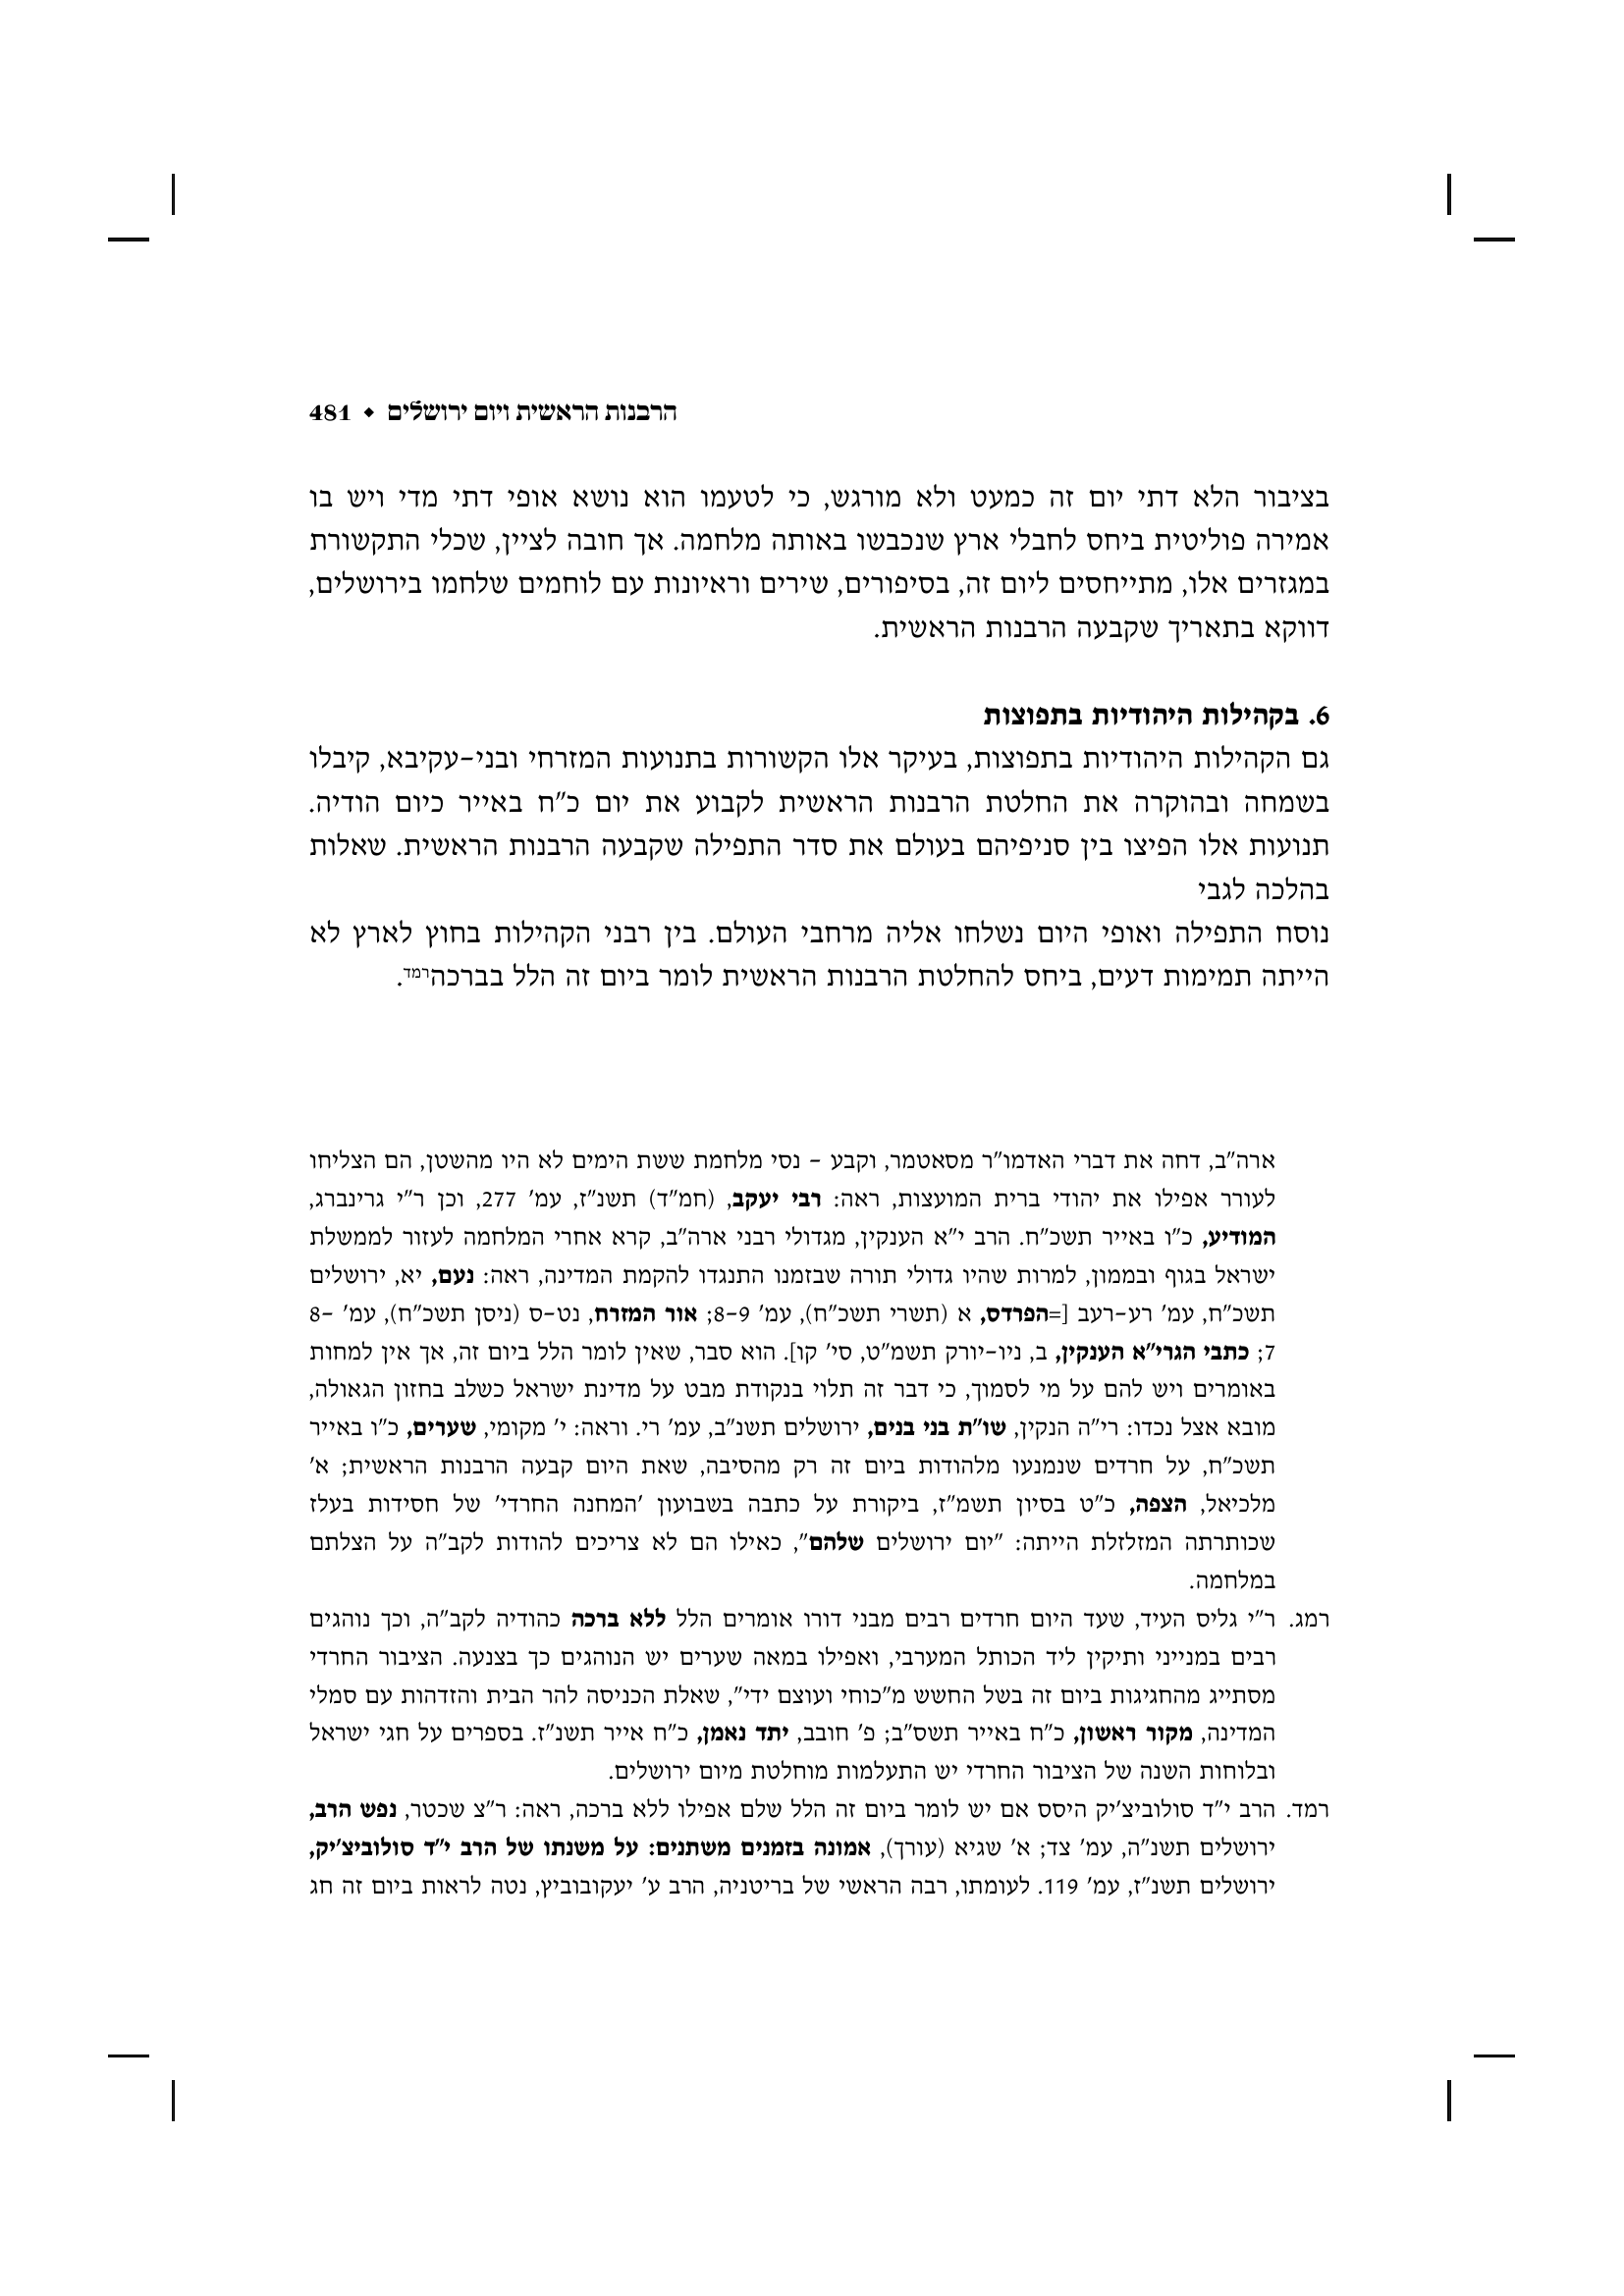 הרבנות הראשית ויום ירושלים ◆ 481
בציבור הלא דתי יום זה כמעט ולא מורגש, כי לטעמו הוא נושא אופי דתי מדי ויש בו
אמירה פוליטית ביחס לחבלי ארץ שנכבשו באותה מלחמה. אך חובה לציין, שכלי התקשורת
במגזרים אלו, מתייחסים ליום זה, בסיפורים, שירים וראיונות עם לוחמים שלחמו בירושלים,
דווקא בתאריך שקבעה הרבנות הראשית.
6. בקהילות היהודיות בתפוצות
גם הקהילות היהודיות בתפוצות, בעיקר אלו הקשורות בתנועות המזרחי ובני-עקיבא, קיבלו
בשמחה ובהוקרה את החלטת הרבנות הראשית לקבוע את יום כ"ח באייר כיום הודיה.
תנועות אלו הפיצו בין סניפיהם בעולם את סדר התפילה שקבעה הרבנות הראשית. שאלות
בהלכה לגבי
נוסח התפילה ואופי היום נשלחו אליה מרחבי העולם. בין רבני הקהילות בחוץ לארץ לא
הייתה תמימות דעים, ביחס להחלטת הרבנות הראשית לומר ביום זה הלל בברכהרמד.
ארה"ב, דחה את דברי האדמו"ר מסאטמר, וקבע – נסי מלחמת ששת הימים לא היו מהשטן, הם הצליחו
לעורר אפילו את יהודי ברית המועצות, ראה: רבי יעקב, (חמ"ד) תשנ"ז, עמ' 277, וכן ר"י גרינברג,
המודיע, כ"ו באייר תשכ"ח. הרב י"א הענקין, מגדולי רבני ארה"ב, קרא אחרי המלחמה לעזור לממשלת
ישראל בגוף ובממון, למרות שהיו גדולי תורה שבזמנו התנגדו להקמת המדינה, ראה: נעם, יא, ירושלים
תשכ"ח, עמ' רע-רעב [=הפרדס, א (תשרי תשכ"ח), עמ' 8-9; אור המזרח, נט-ס (ניסן תשכ"ח), עמ' 8-
7; כתבי הגרי"א הענקין, ב, ניו-יורק תשמ"ט, סי' קו]. הוא סבר, שאין לומר הלל ביום זה, אך אין למחות
באומרים ויש להם על מי לסמוך, כי דבר זה תלוי בנקודת מבט על מדינת ישראל כשלב בחזון הגאולה,
מובא אצל נכדו: רי"ה הנקין, שו"ת בני בנים, ירושלים תשנ"ב, עמ' רי. וראה: י' מקומי, שערים, כ"ו באייר
תשכ"ח, על חרדים שנמנעו מלהודות ביום זה רק מהסיבה, שאת היום קבעה הרבנות הראשית; א'
מלכיאל, הצפה, כ"ט בסיון תשמ"ז, ביקורת על כתבה בשבועון 'המחנה החרדי' של חסידות בעלז
שכותרתה המזלזלת הייתה: "יום ירושלים שלהם", כאילו הם לא צריכים להודות לקב"ה על הצלתם
במלחמה.
רמג. ר"י גליס העיד, שעד היום חרדים רבים מבני דורו אומרים הלל ללא ברכה כהודיה לקב"ה, וכך נוהגים
רבים במנייני ותיקין ליד הכותל המערבי, ואפילו במאה שערים יש הנוהגים כך בצנעה. הציבור החרדי
מסתייג מהחגיגות ביום זה בשל החשש מ"כוחי ועוצם ידי", שאלת הכניסה להר הבית והזדהות עם סמלי
המדינה, מקור ראשון, כ"ח באייר תשס"ב; פ' חובב, יתד נאמן, כ"ח אייר תשנ"ז. בספרים על חגי ישראל
ובלוחות השנה של הציבור החרדי יש התעלמות מוחלטת מיום ירושלים.
רמד. הרב י"ד סולוביצ'יק היסס אם יש לומר ביום זה הלל שלם אפילו ללא ברכה, ראה: ר"צ שכטר, נפש הרב,
ירושלים תשנ"ה, עמ' צד; א' שגיא (עורך), אמונה בזמנים משתנים: על משנתו של הרב י"ד סולוביצ'יק,
ירושלים תשנ"ז, עמ' 119. לעומתו, רבה הראשי של בריטניה, הרב ע' יעקובוביץ, נטה לראות ביום זה חג